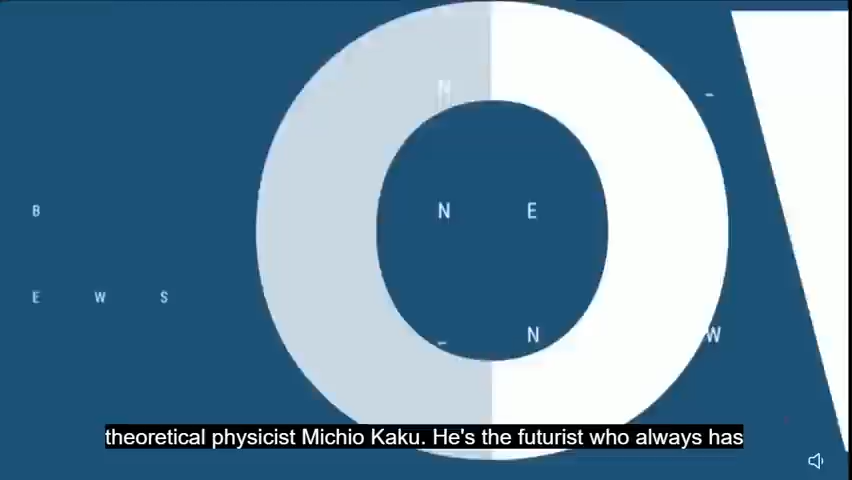 O
N -
B N E
E W S
- N W
theoretical physicist Michio Kaku. He's the futurist who always has